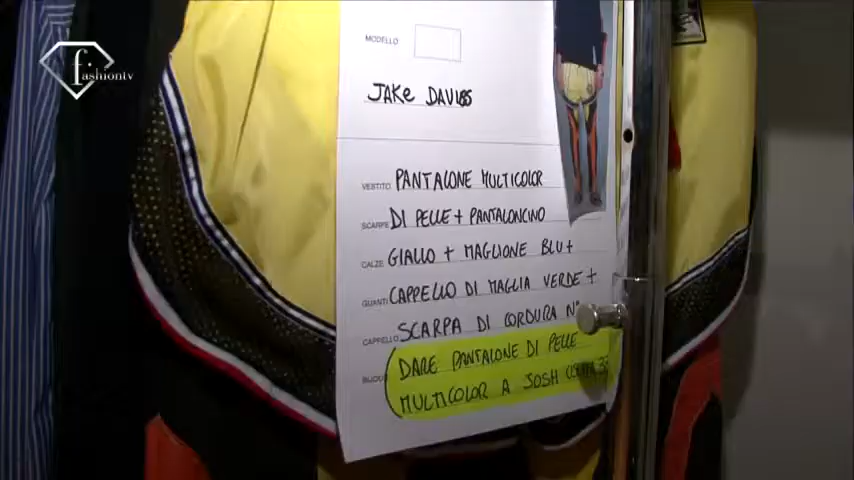 fashiontv
MODELLO
JAKE DAVIES
VESTITO PANTALONE MULTICOLOR
SCARPE DI PELLE + PANTALONCINO
CALZE GIALLO + MAGLIONE BLU +
GUANTI CAPPELLO DI MAGLIA VERDE +
CAPPELLO SCARPA DI CORDURA N°
BIJOUX DARE PANTALONE DI PELLE
MULTICOLOR A JOSH